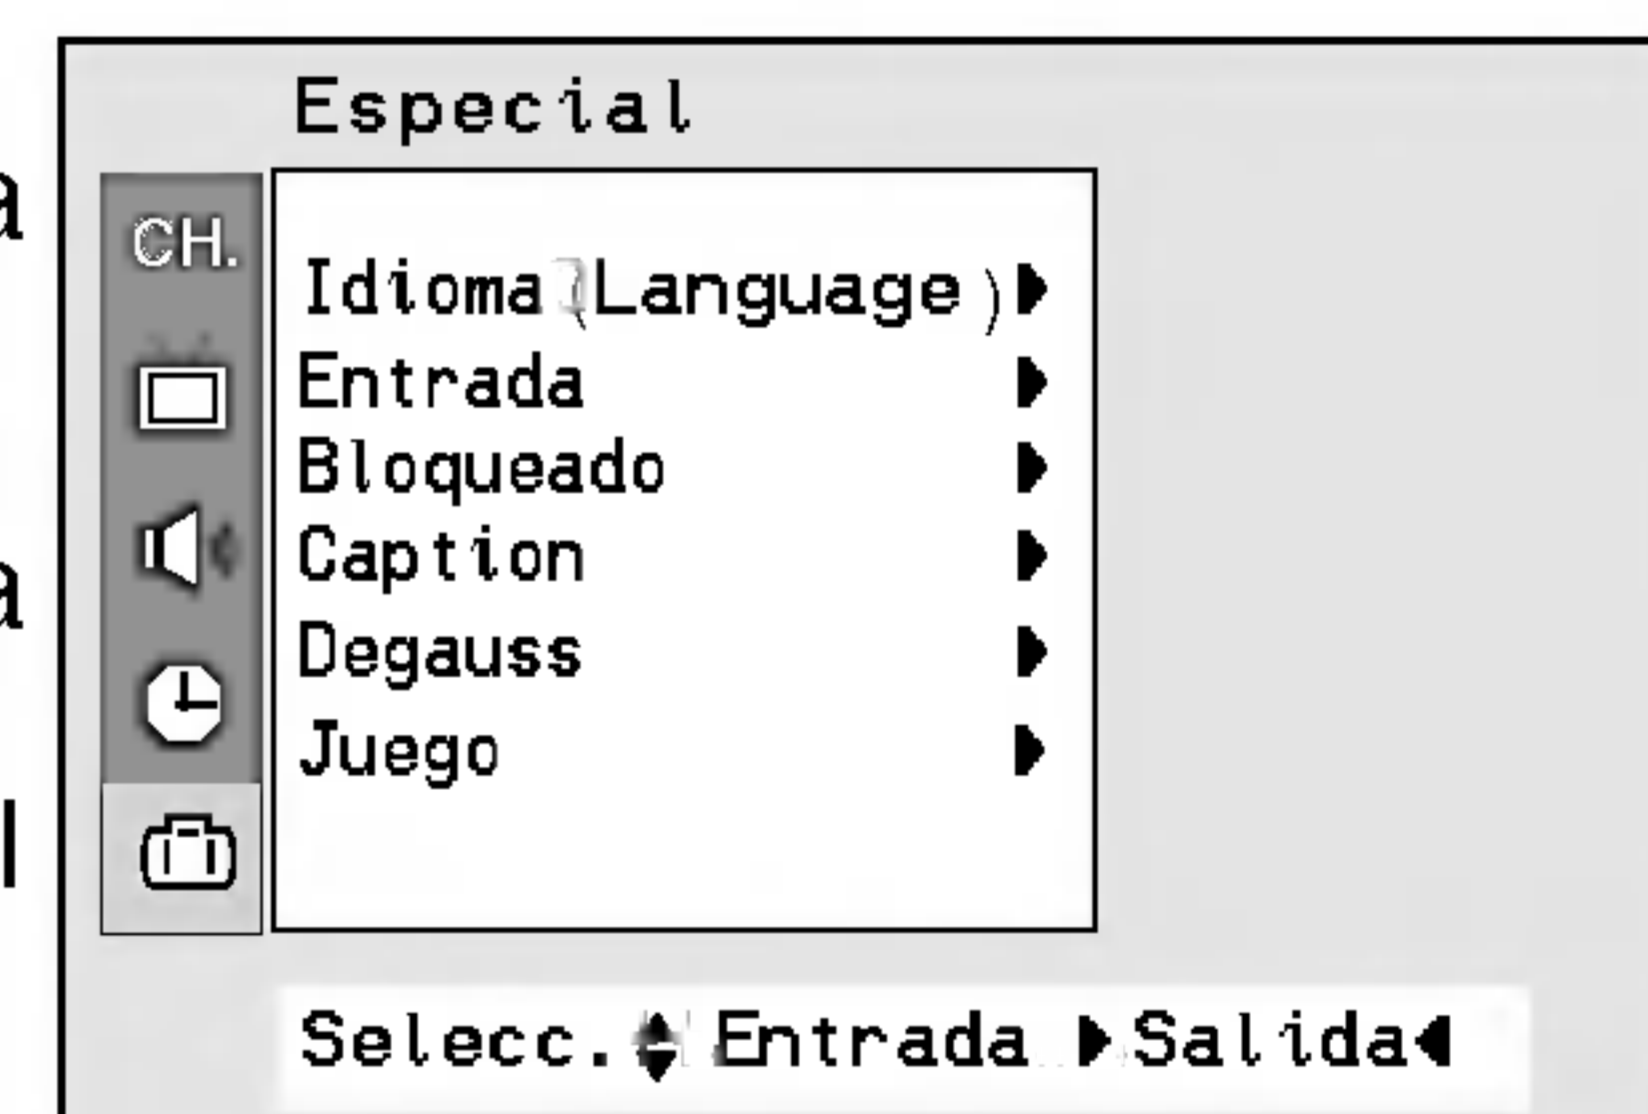 a
Especial
CH.
Idioma (Language)
Entrada
Bloqueado
Caption
a
Degauss
Juego
l
Selecc. Entrada Salida